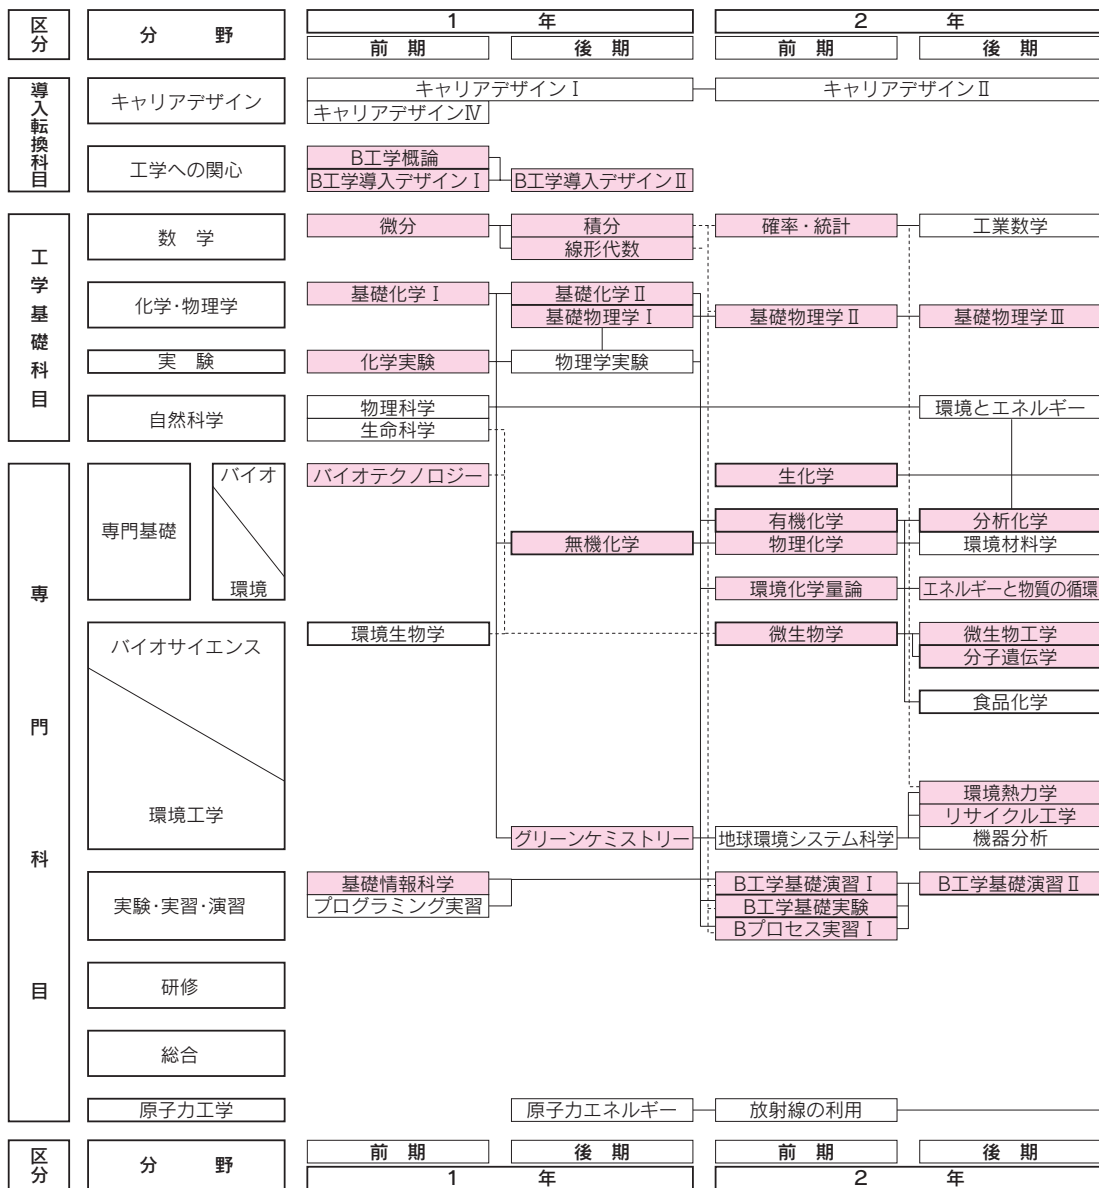 区分
分 野
1 年
2 年
前 期
後 期
前 期
後 期
導入転換科目
キャリアデザイン
キャリアデザインⅠ
キャリアデザインⅡ
キャリアデザインⅣ
工学への関心
B工学概論
B工学導入デザインⅠ
B工学導入デザインⅡ
工学基礎科目
数 学
微分
積分
確率・統計
工業数学
線形代数
化学・物理学
基礎化学Ⅰ
基礎化学Ⅱ
基礎物理学Ⅰ
基礎物理学Ⅱ
基礎物理学Ⅲ
実 験
化学実験
物理学実験
自然科学
物理科学
環境とエネルギー
生命科学
専門科目
専門基礎
バイオ
環境
バイオテクノロジー
生化学
有機化学
分析化学
無機化学
物理化学
環境材料学
環境化学量論
エネルギーと物質の循環
バイオサイエンス
環境工学
環境生物学
微生物学
微生物工学
分子遺伝学
食品化学
環境熱力学
リサイクル工学
グリーンケミストリー
地球環境システム科学
機器分析
実験・実習・演習
基礎情報科学
B工学基礎演習Ⅰ
B工学基礎演習Ⅱ
プログラミング実習
B工学基礎実験
Bプロセス実習Ⅰ
研修
総合
原子力工学
原子力エネルギー
放射線の利用
区分
分 野
前 期
後 期
前 期
後 期
1 年
2 年